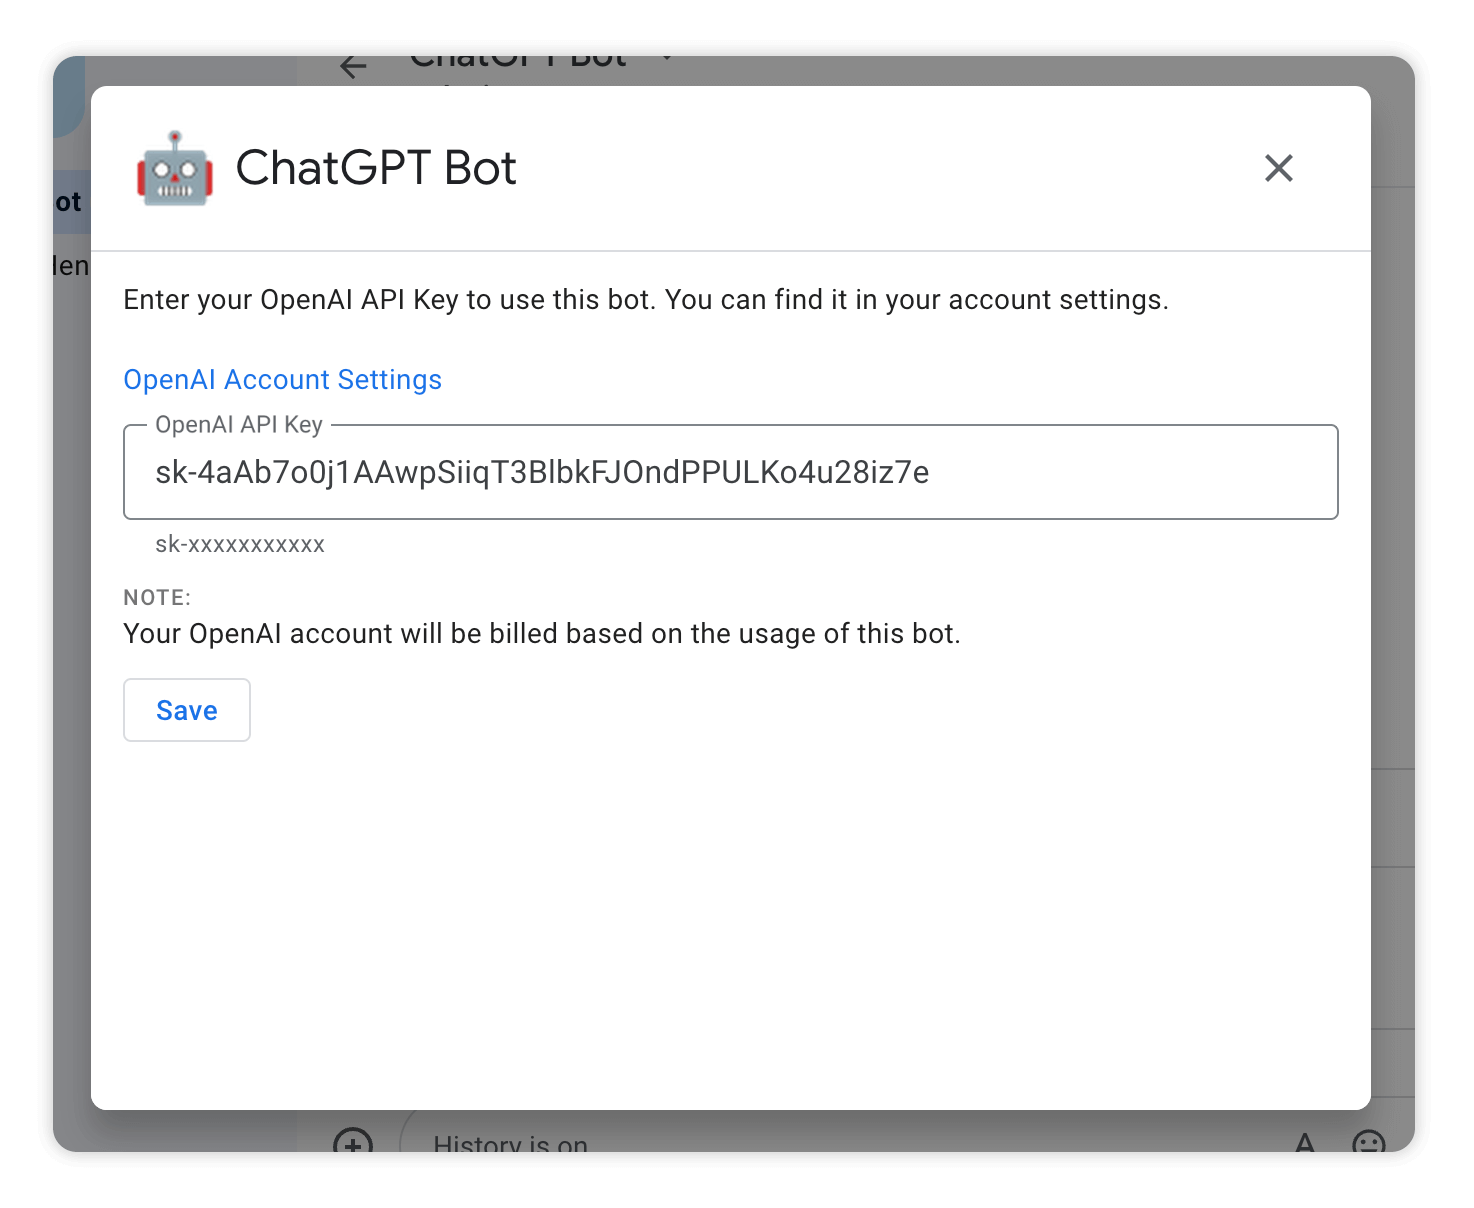 ChatGPT Bot
ot
ChatGPT Bot
Enter your OpenAI API Key to use this bot. You can find it in your account settings.
OpenAI Account Settings
OpenAI API Key
sk-4aAb7o0j1AAwpSiiqT3BlbkFJOndPPULKo4u28iz7e
sk-xxxxxxxxxxx
NOTE:
Your OpenAI account will be billed based on the usage of this bot.
Save
History is on